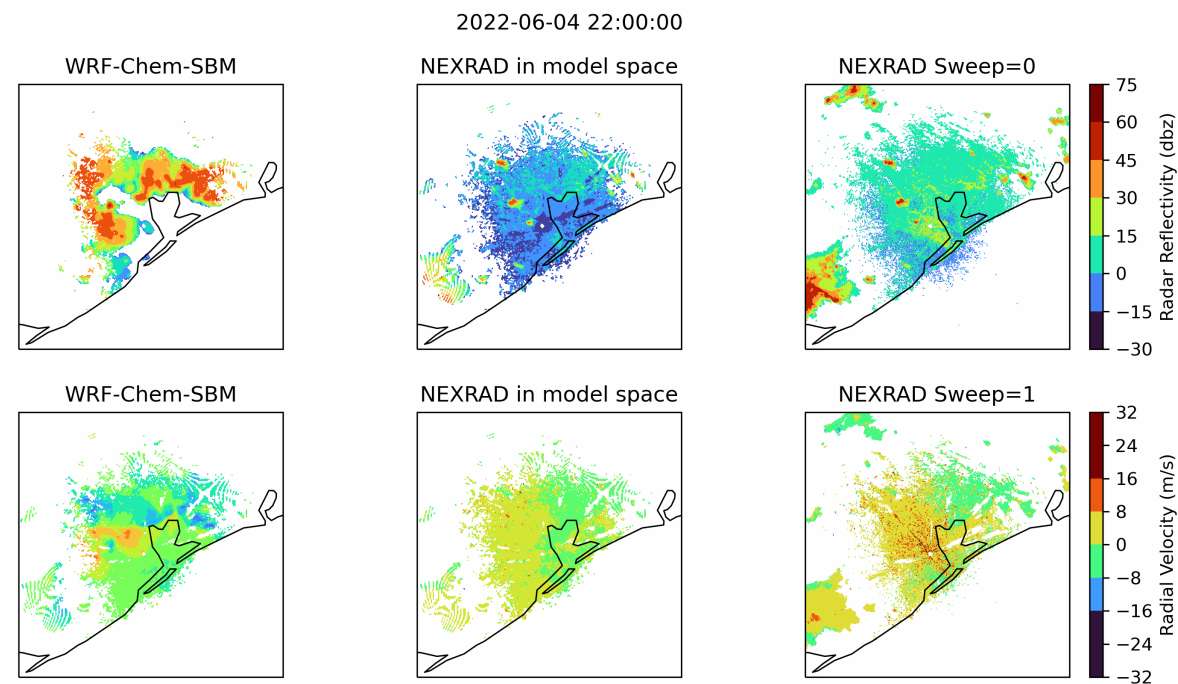 2022-06-04 22:00:00
WRF-Chem-SBM
NEXRAD in model space
NEXRAD Sweep=0
75
60
45
30
15
0
−15
−30
Radar Reflectivity (dbz)
WRF-Chem-SBM
NEXRAD in model space
NEXRAD Sweep=1
32
24
16
8
0
−8
−16
−24
−32
Radial Velocity (m/s)